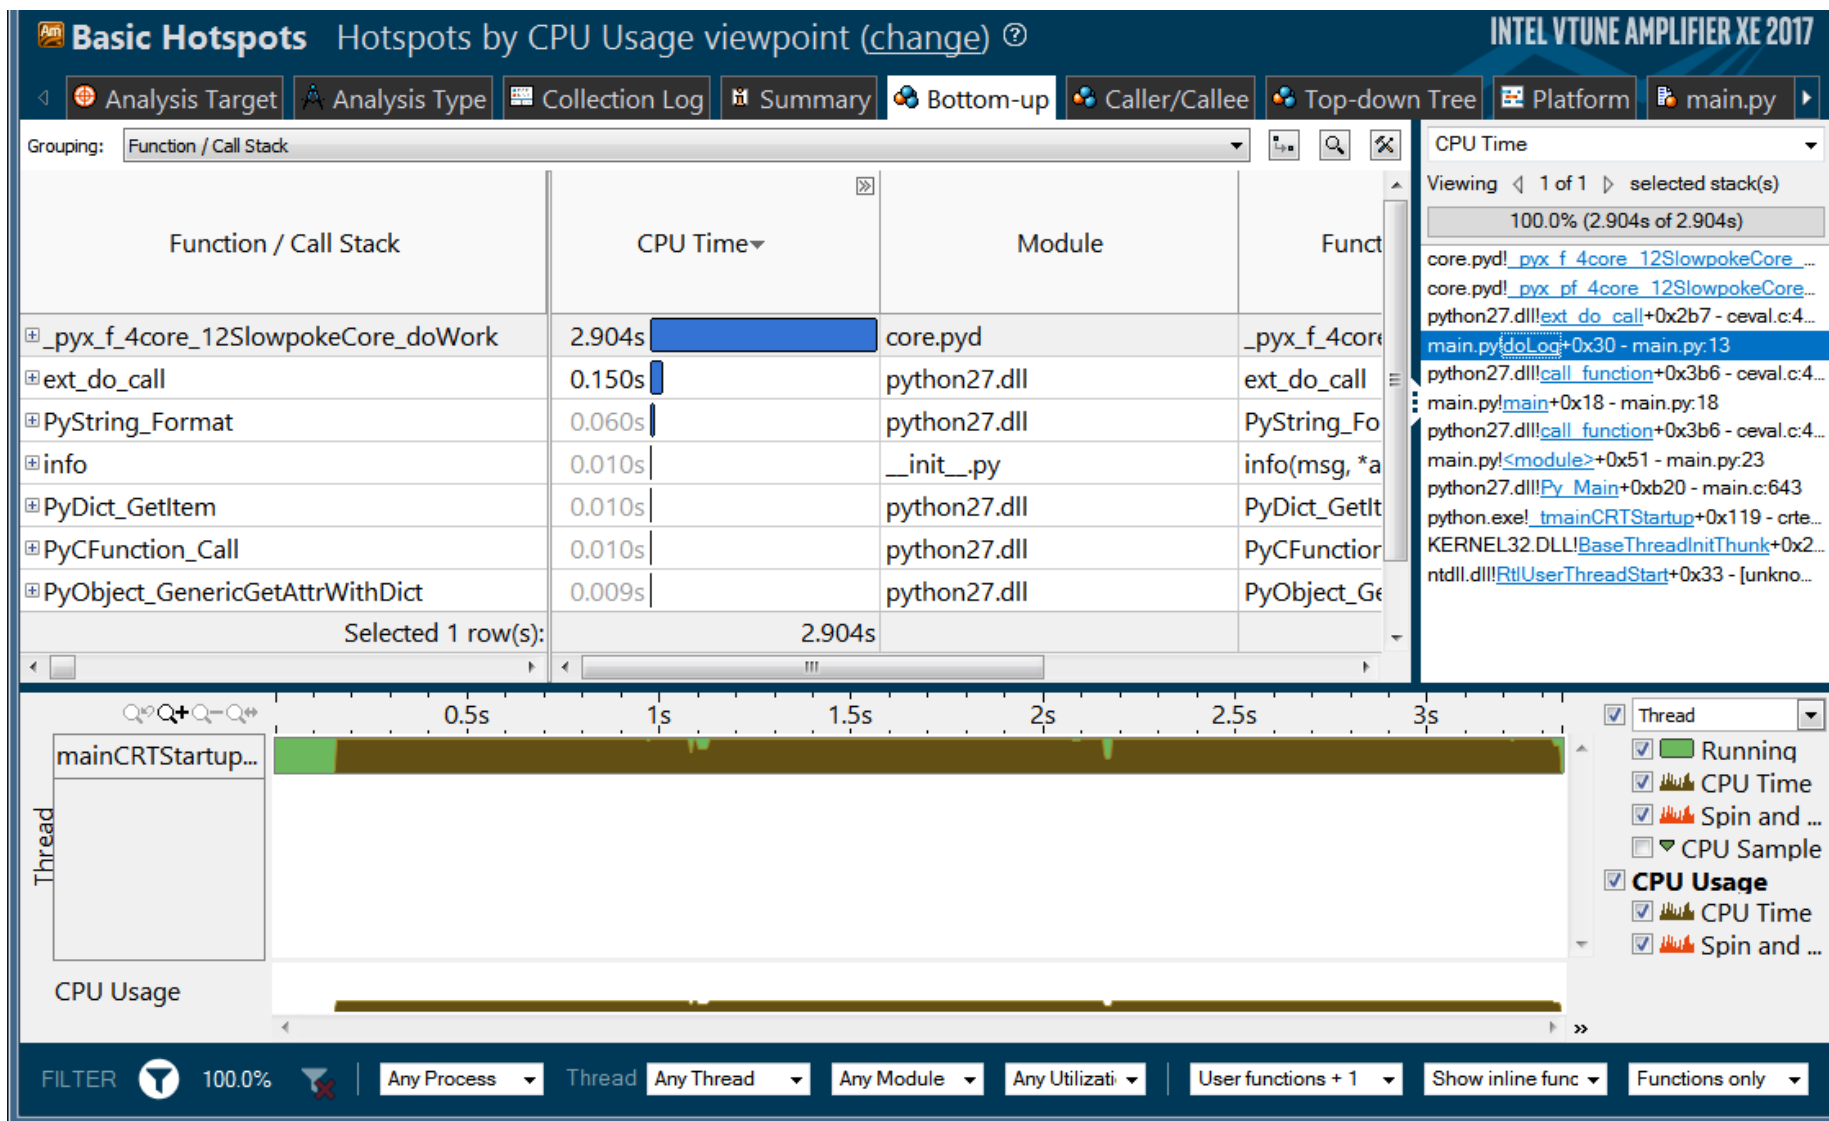 Basic Hotspots Hotspots by CPU Usage viewpoint (change) ? INTEL VTUNE AMPLIFIER XE 2017
Analysis Target Analysis Type Collection Log Summary Bottom-up Caller/Callee Top-down Tree Platform main.py
Grouping: Function / Call Stack
Function / Call Stack CPU Time Module Funct
_pyx_f_4core_12SlowpokeCore_doWork 2.904s core.pyd _pyx_f_4core
ext_do_call 0.150s python27.dll ext_do_call
PyString_Format 0.060s python27.dll PyString_Fo
info 0.010s __init__.py info(msg, *a
PyDict_GetItem 0.010s python27.dll PyDict_GetIt
PyCFunction_Call 0.010s python27.dll PyCFunction
PyObject_GenericGetAttrWithDict 0.009s python27.dll PyObject_Ge
Selected 1 row(s): 2.904s
CPU Time
Viewing 1 of 1 selected stack(s)
100.0% (2.904s of 2.904s)
core.pyd!_pyx_f_4core_12SlowpokeCore_...
core.pyd!_pyx_pf_4core_12SlowpokeCore...
python27.dll!ext_do_call+0x2b7 - ceval.c:4...
main.py!doLog+0x30 - main.py:13
python27.dll!call_function+0x3b6 - ceval.c:4...
main.py!main+0x18 - main.py:18
python27.dll!call_function+0x3b6 - ceval.c:4...
main.py!<module>+0x51 - main.py:23
python27.dll!Py_Main+0xb20 - main.c:643
python.exe!_tmainCRTStartup+0x119 - crte...
KERNEL32.DLL!BaseThreadInitThunk+0x2...
ntdll.dll!RtlUserThreadStart+0x33 - [unkno...
0.5s 1s 1.5s 2s 2.5s 3s
Thread
mainCRTStartup...
CPU Usage
Thread
Running
CPU Time
Spin and ...
CPU Sample
CPU Usage
CPU Time
Spin and ...
FILTER 100.0% Any Process Thread Any Thread Any Module Any Utilizati User functions + 1 Show inline func Functions only